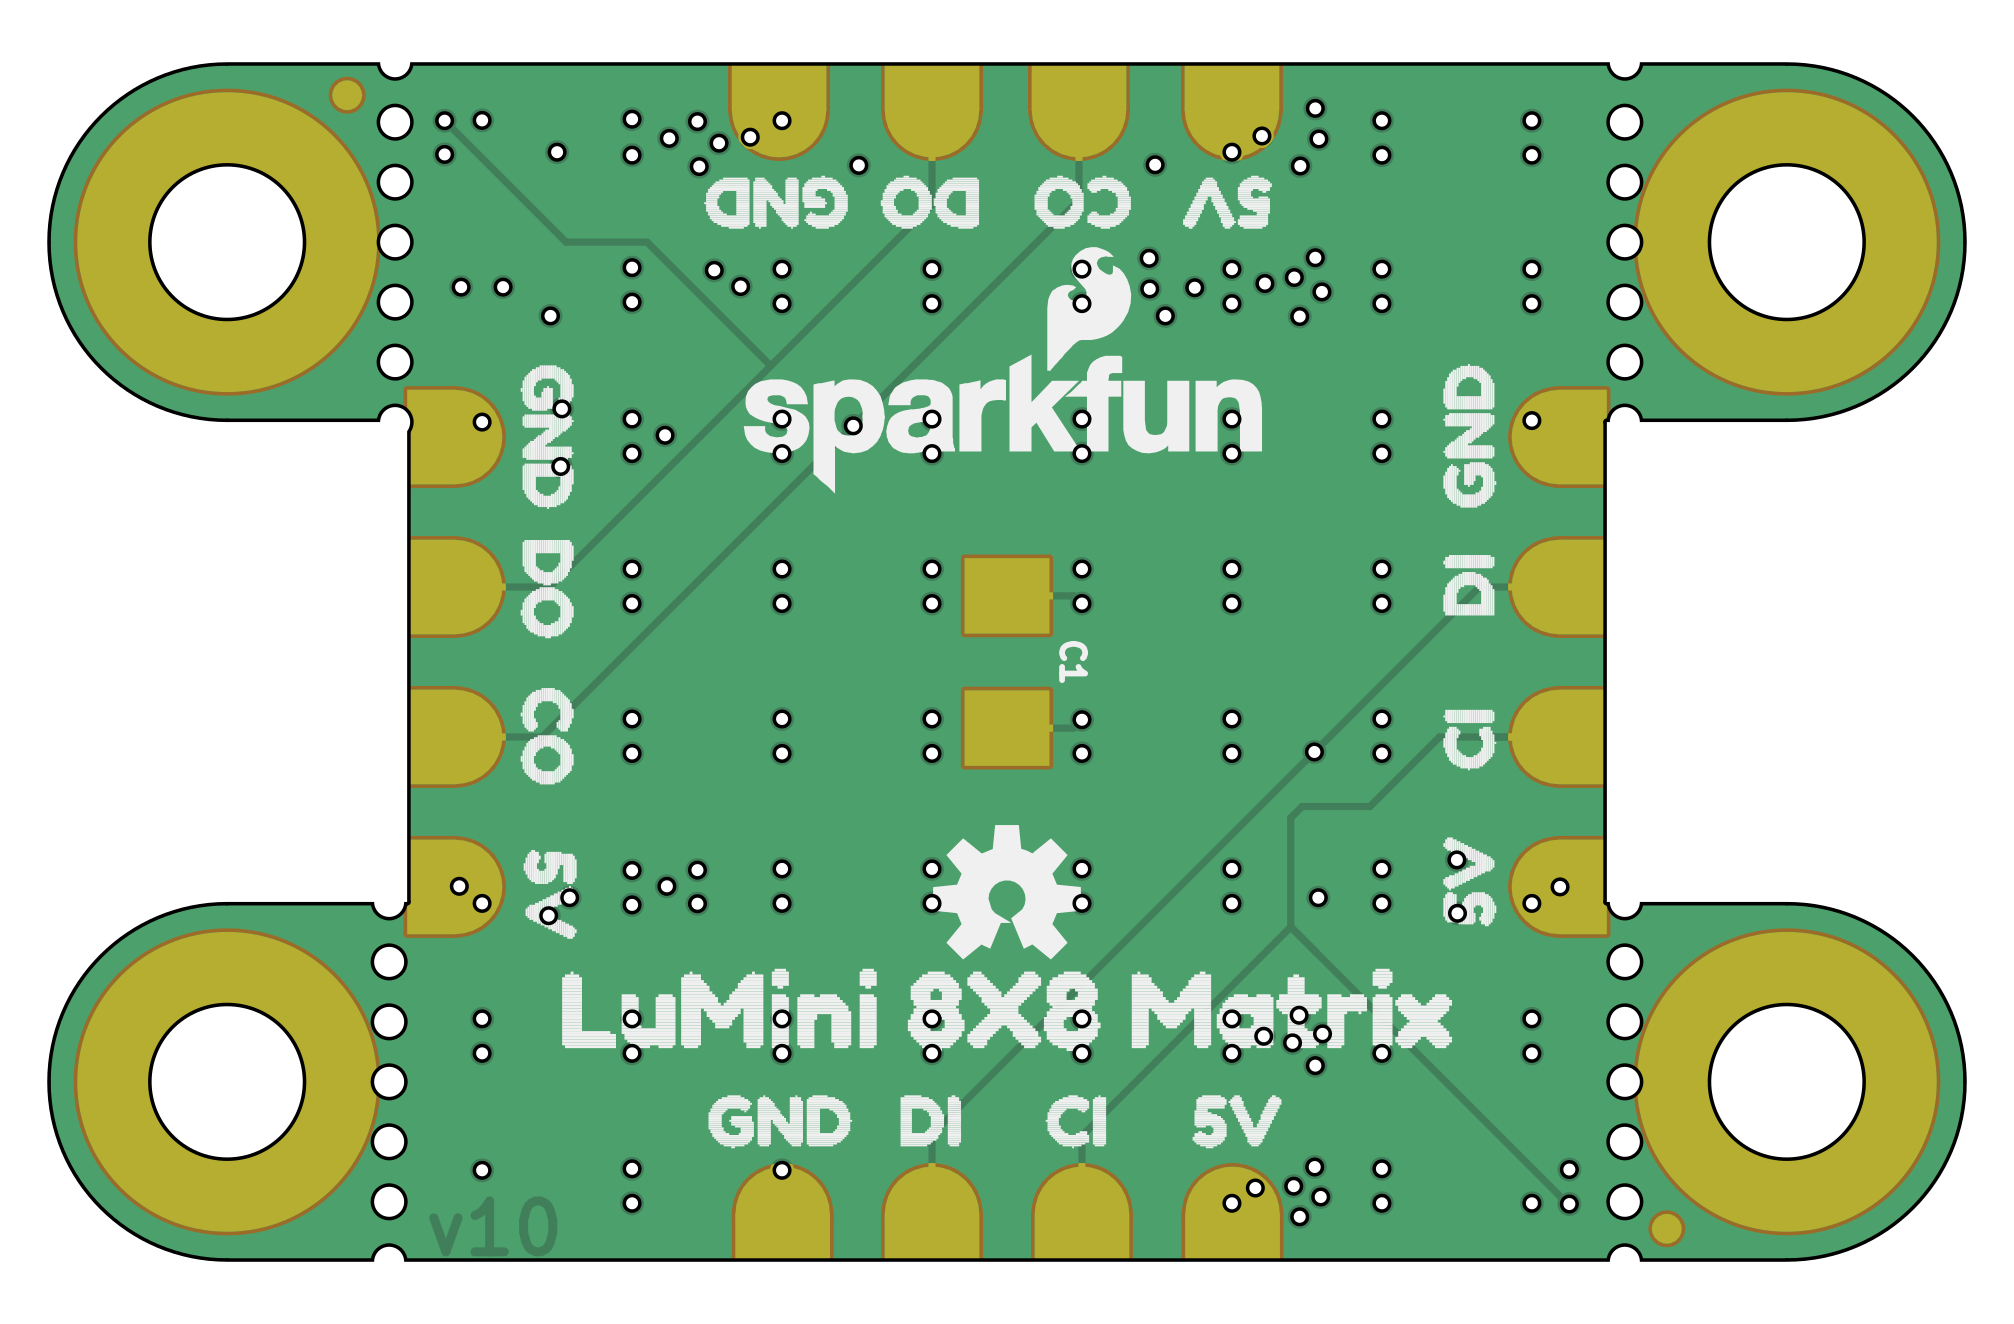 GND DO CO 5V
sparkfun
GND
DO
CO
5V
GND
DI
CI
5V
C1
LuMini 8X8 Matrix
GND DI CI 5V
v10